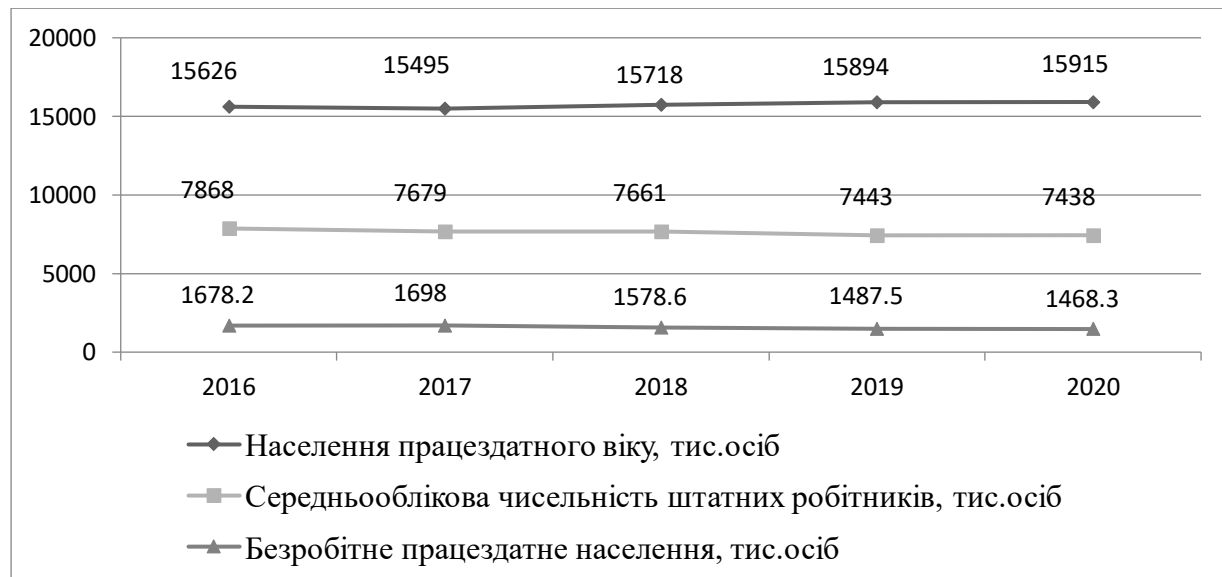 20000
15626 15495 15718 15894 15915
15000
7868 7679 7661 7443 7438
10000
5000
1678.2 1698 1578.6 1487.5 1468.3
0
2016 2017 2018 2019 2020
Населення працездатного віку, тис.осіб
Середньооблікова чисельність штатних робітників, тис.осіб
Безробітне працездатне населення, тис.осіб